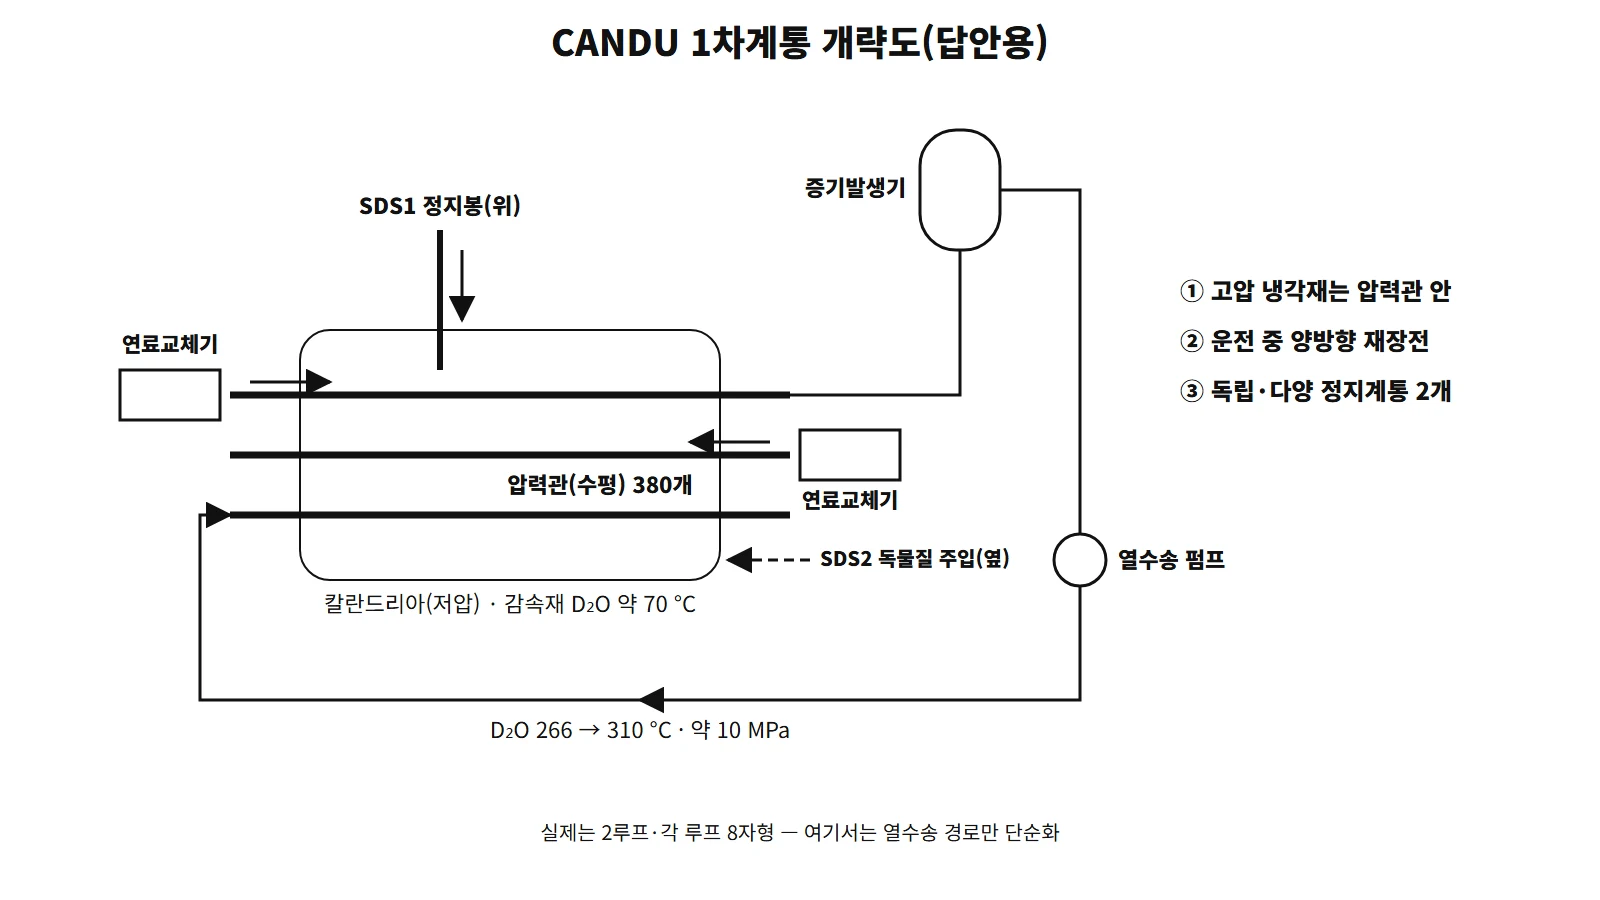 CANDU 1차계통 개략도(답안용)
증기발생기
SDS1 정지봉(위)
① 고압 냉각재는 압력관 안
연료교체기
② 운전 중 양방향 재장전
③ 독립·다양 정지계통 2개
압력관(수평) 380개
연료교체기
SDS2 독물질 주입(옆)
열수송 펌프
칼란드리아(저압) · 감속재 D₂O 약 70 °C
D₂O 266 → 310 °C · 약 10 MPa
실제는 2루프·각 루프 8자형 — 여기서는 열수송 경로만 단순화